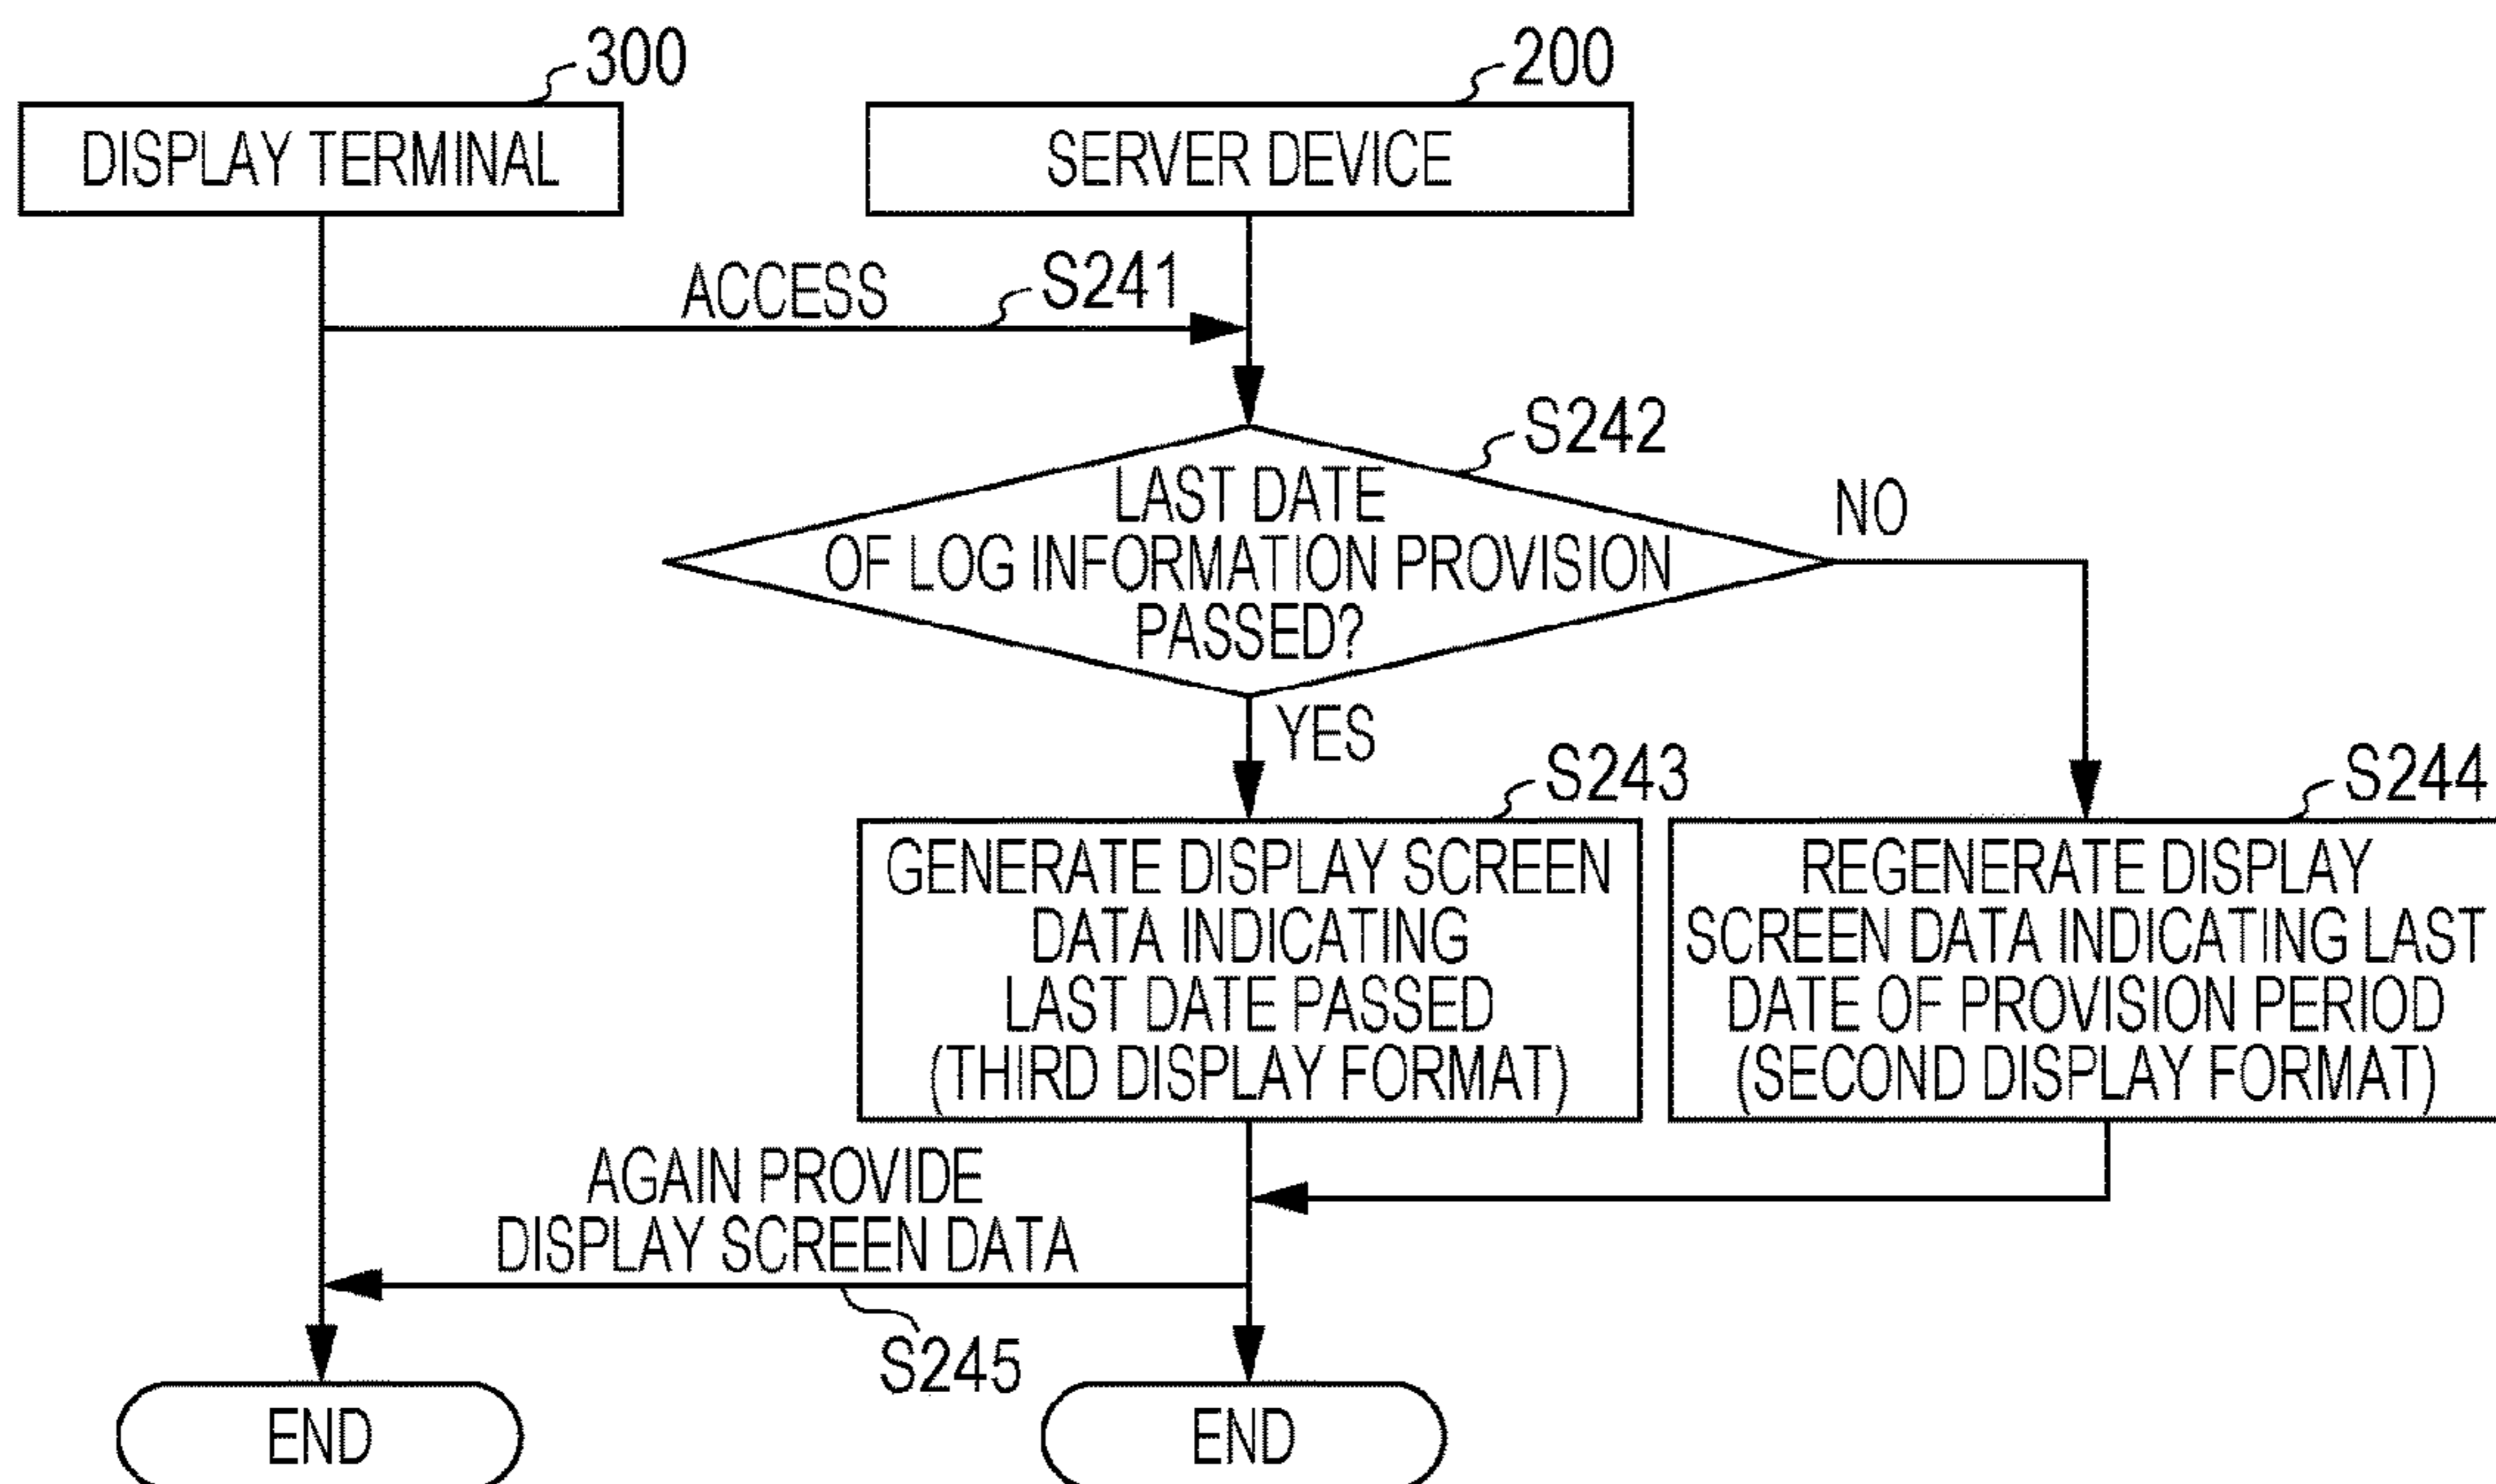 300
200
DISPLAY TERMINAL
SERVER DEVICE
ACCESS
S241
S242
LAST DATE
OF LOG INFORMATION PROVISION
PASSED?
NO
YES
S243
S244
GENERATE DISPLAY SCREEN
DATA INDICATING
LAST DATE PASSED
(THIRD DISPLAY FORMAT)
REGENERATE DISPLAY
SCREEN DATA INDICATING LAST
DATE OF PROVISION PERIOD
(SECOND DISPLAY FORMAT)
AGAIN PROVIDE
DISPLAY SCREEN DATA
S245
END
END